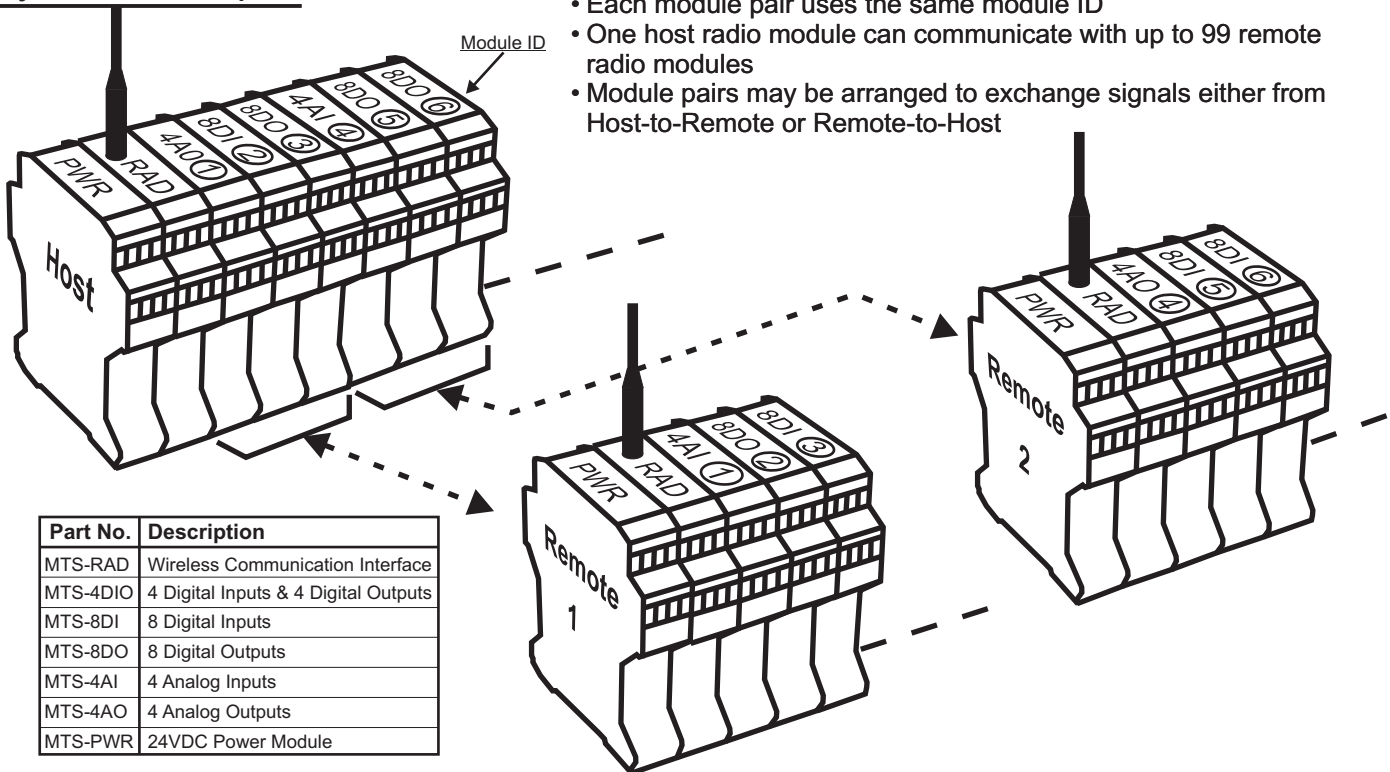 • Each module pair uses the same module ID
• One host radio module can communicate with up to 99 remote
radio modules
• Module pairs may be arranged to exchange signals either from
Host-to-Remote or Remote-to-Host
Module ID
PWR
RAD
4A0 1
8DI 2
8DO 3
4AI 4
8DO 5
8DO 6
Host
PWR
RAD
4AO 4
8DI 5
8DI 6
Remote
2
PWR
RAD
4AI 1
8DO 2
8DI 3
Remote
1
Part No. Description
MTS-RAD Wireless Communication Interface
MTS-4DIO 4 Digital Inputs & 4 Digital Outputs
MTS-8DI 8 Digital Inputs
MTS-8DO 8 Digital Outputs
MTS-4AI 4 Analog Inputs
MTS-4AO 4 Analog Outputs
MTS-PWR 24VDC Power Module